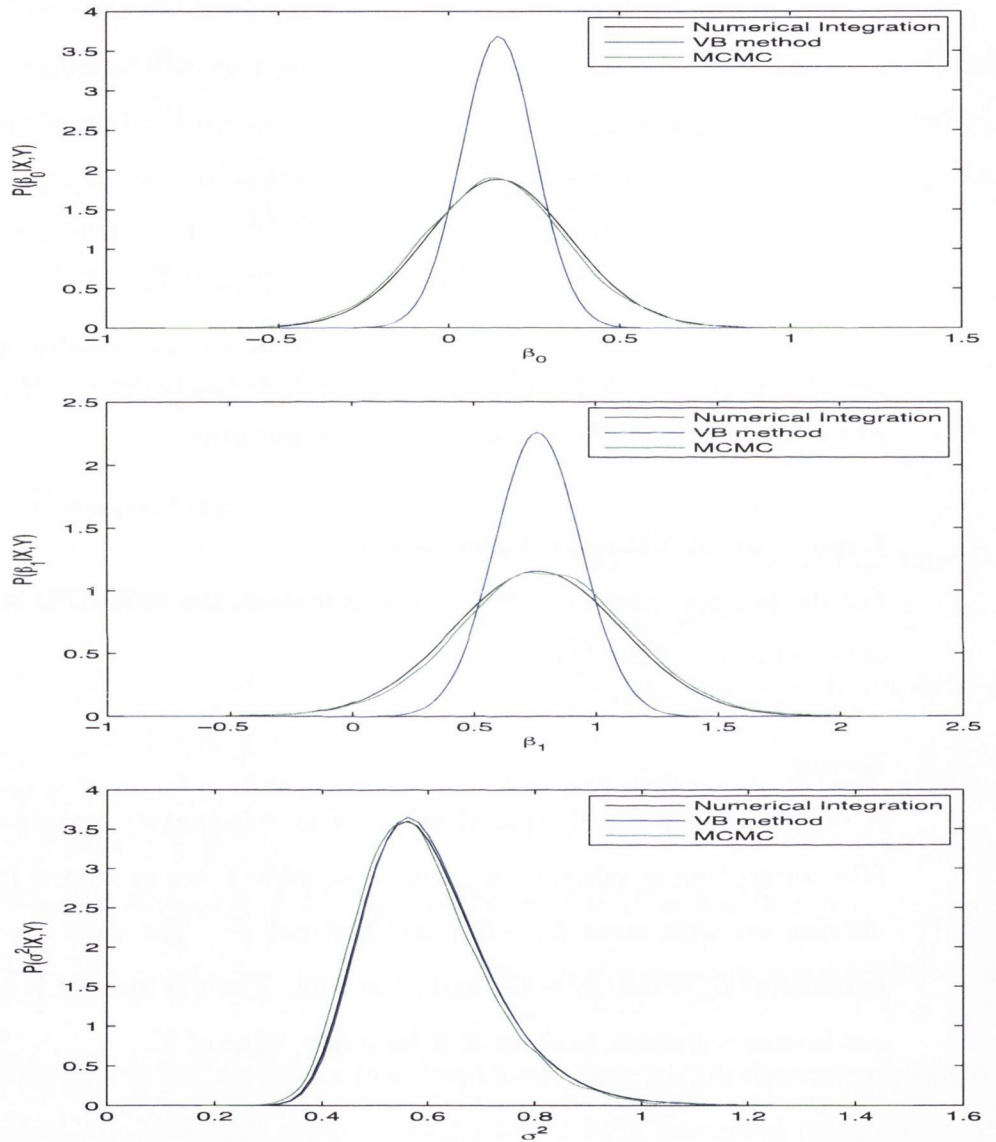 4
3.5
3
2.5
2
1.5
1
0.5
0
P(β0|X,Y)
Numerical Integration
VB method
MCMC
−1 −0.5 0 0.5 1 1.5
β0
2.5
2
1.5
1
0.5
0
P(β1|X,Y)
Numerical Integration
VB method
MCMC
−1 −0.5 0 0.5 1 1.5 2 2.5
β1
4
3.5
3
2.5
2
1.5
1
0.5
0
P(σ²|X,Y)
Numerical Integration
VB method
MCMC
0 0.2 0.4 0.6 0.8 1 1.2 1.4 1.6
σ²